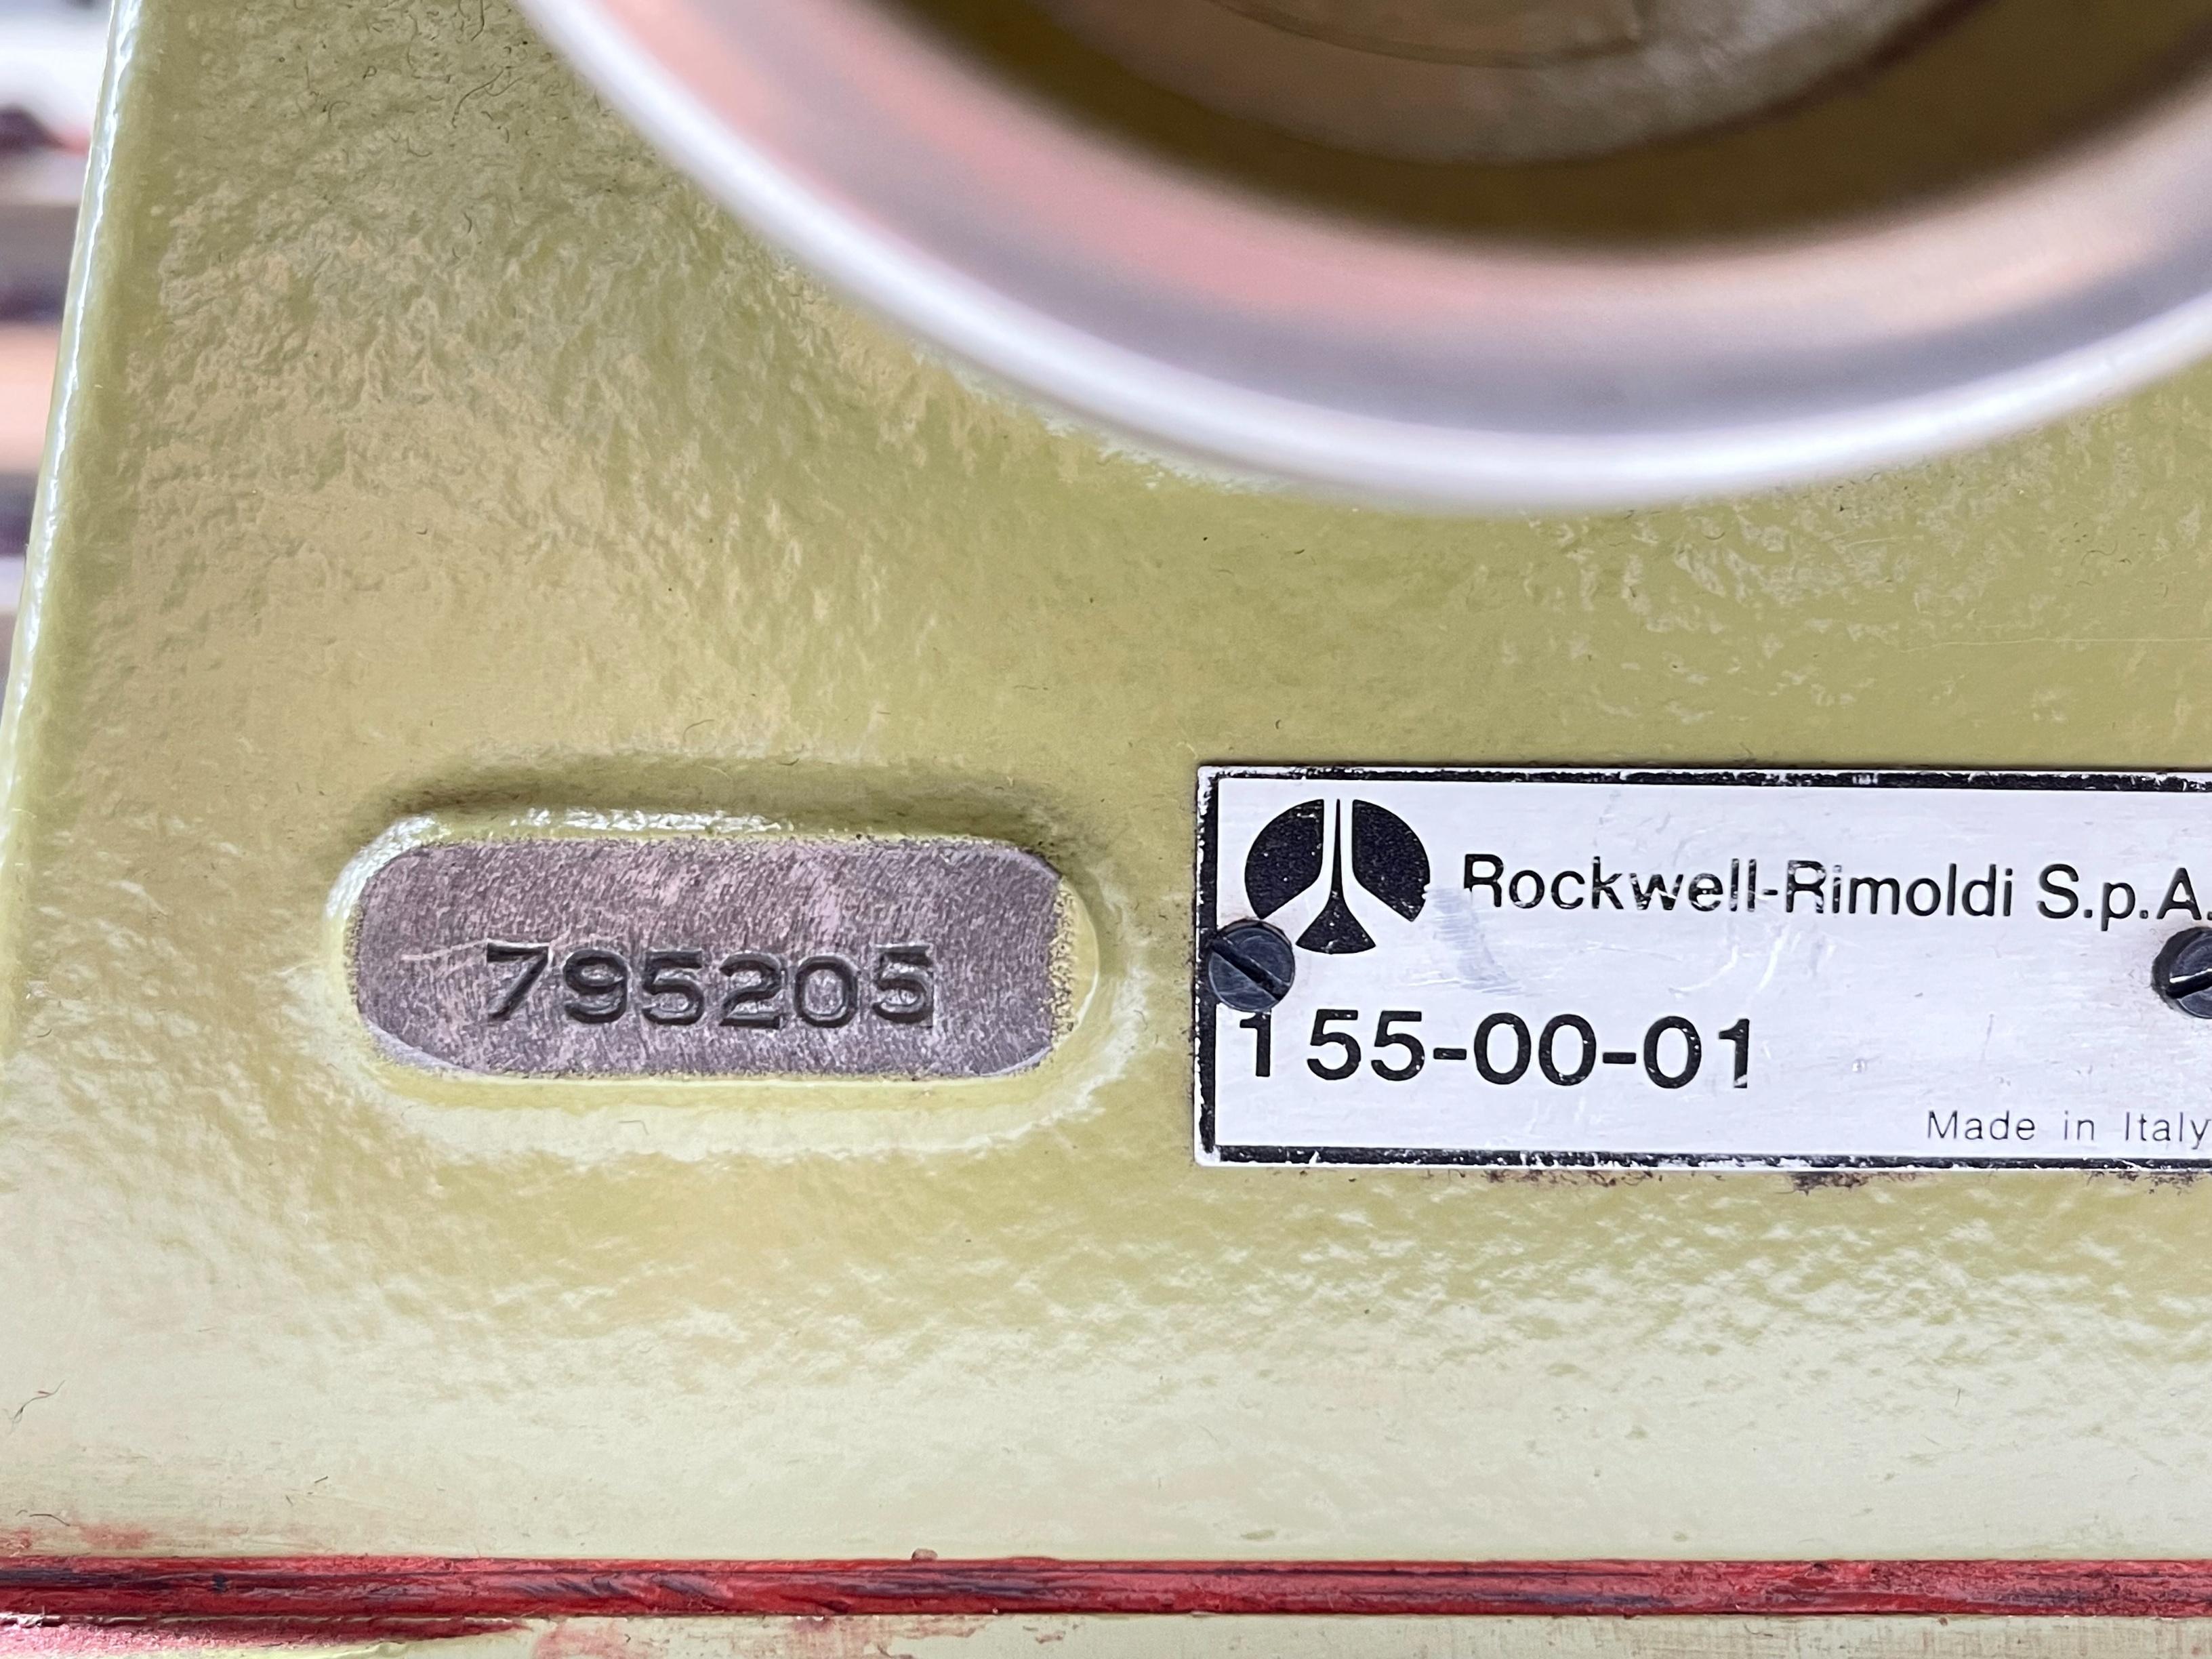 795205
Rockwell-Rimoldi S.p.A.
155-00-01
Made in Italy